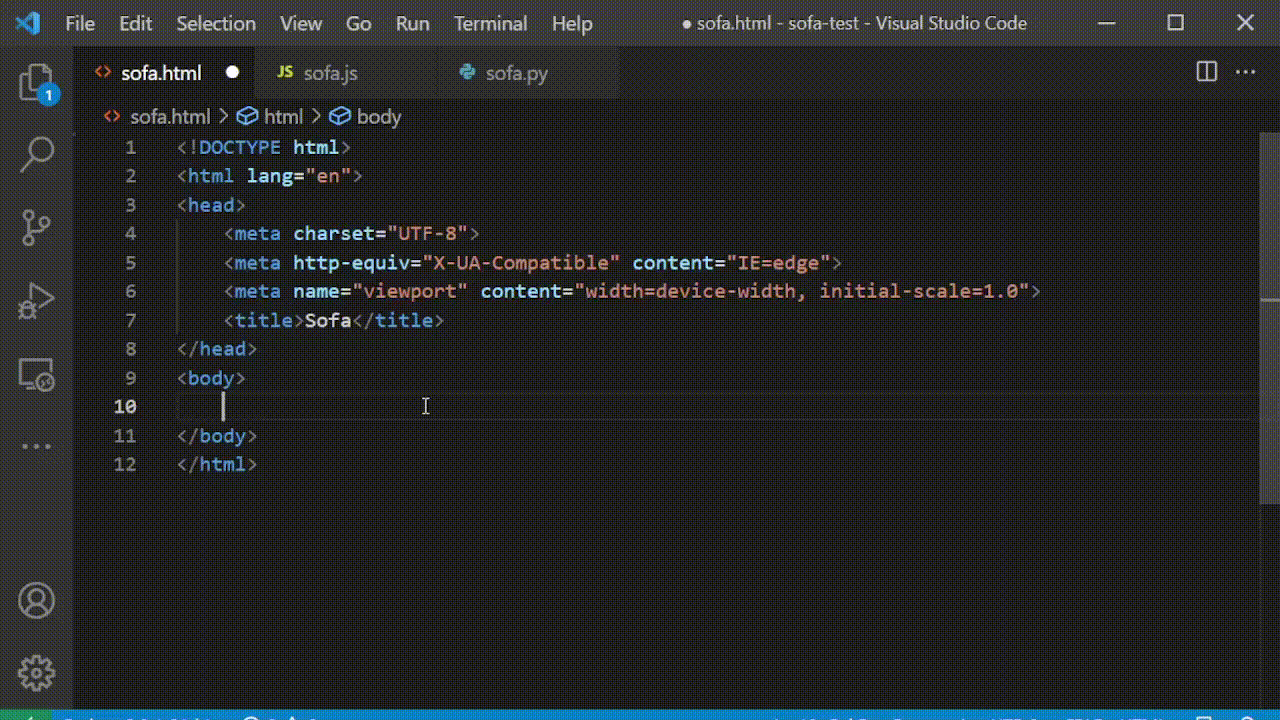 File Edit Selection View Go Run Terminal Help ● sofa.html - sofa-test - Visual Studio Code
<> sofa.html ● JS sofa.js sofa.py
1
<> sofa.html > html > body
1 <!DOCTYPE html>
2 <html lang="en">
3 <head>
4 <meta charset="UTF-8">
5 <meta http-equiv="X-UA-Compatible" content="IE=edge">
6 <meta name="viewport" content="width=device-width, initial-scale=1.0">
7 <title>Sofa</title>
8 </head>
9 <body>
10
11 </body>
12 </html>